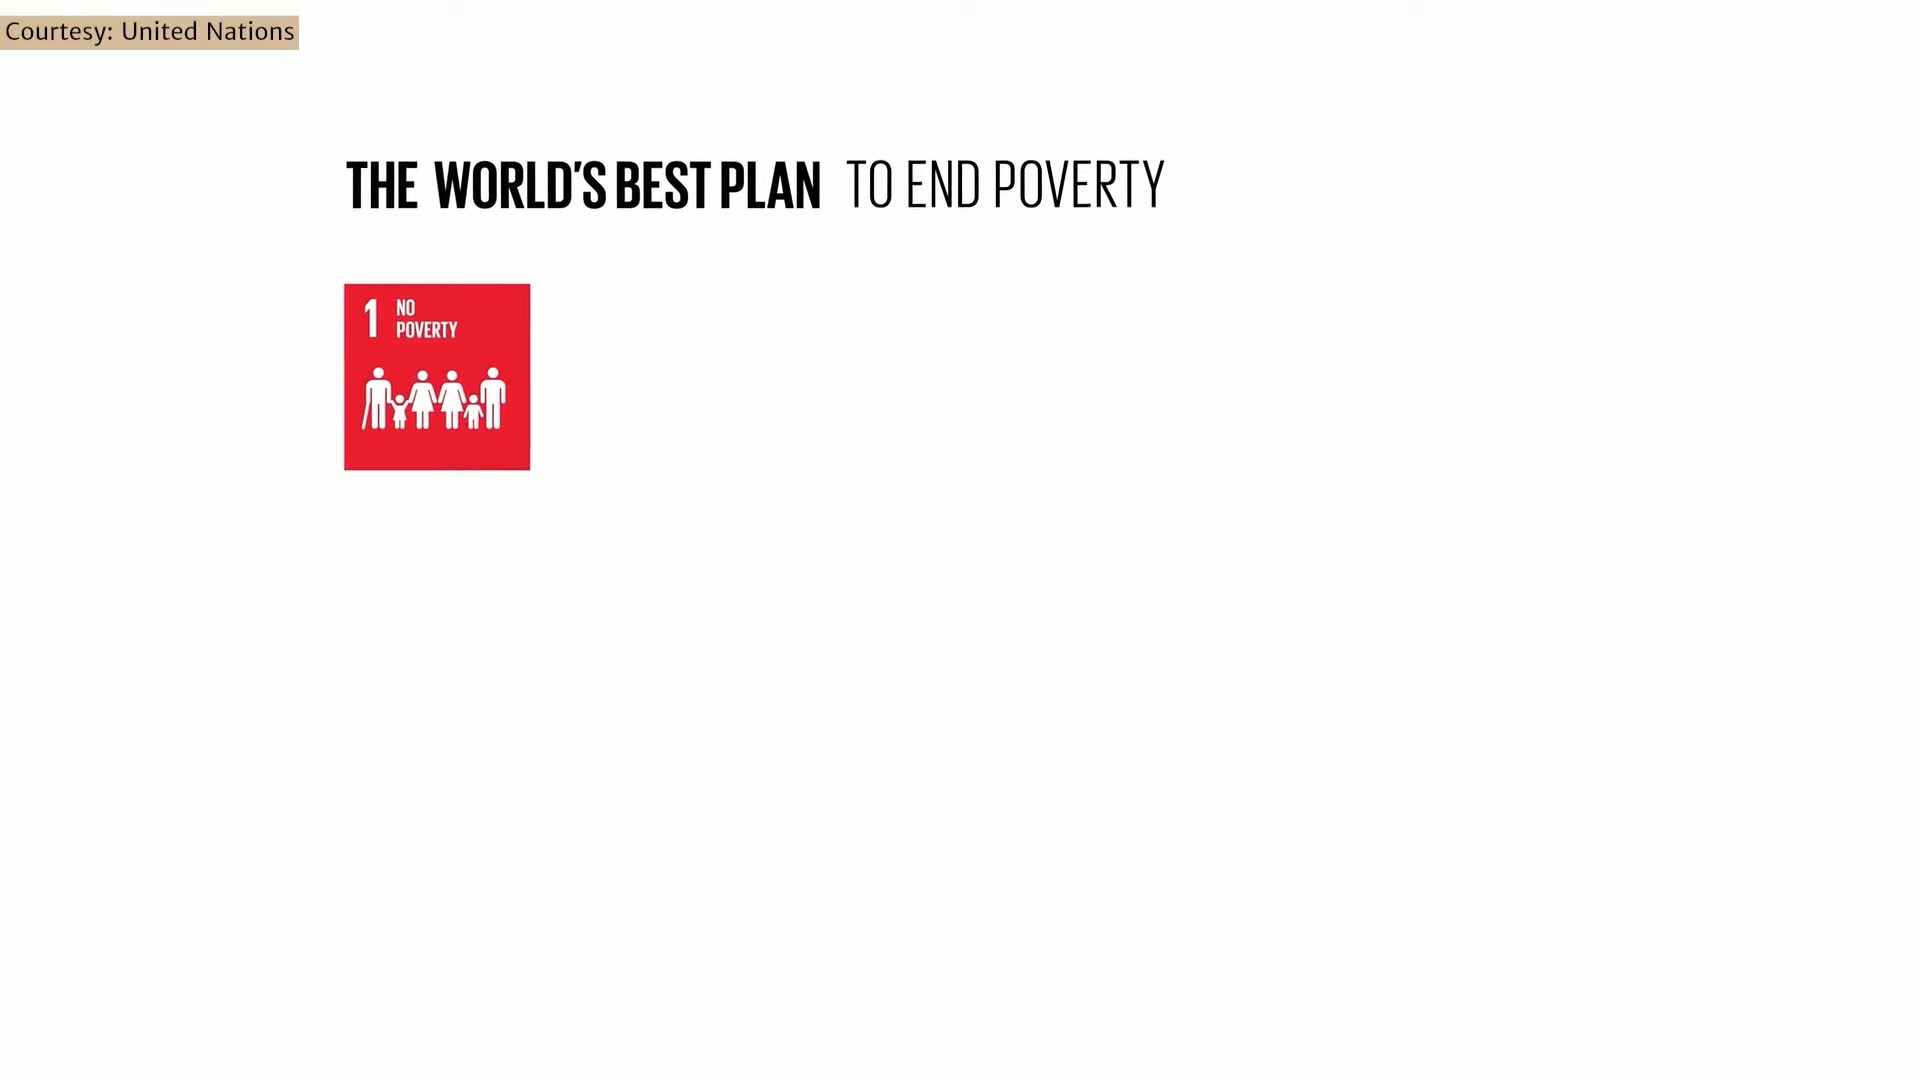 Courtesy: United Nations
THE WORLD'S BEST PLAN TO END POVERTY
1 NO
POVERTY